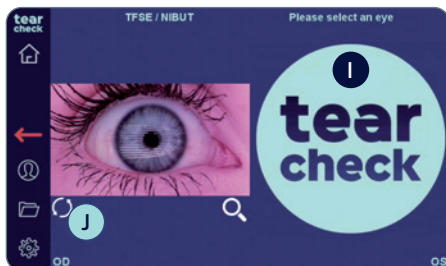 tear
check
TFSE / NIBUT
Please select an eye
I
tear
check
J
OD
OS